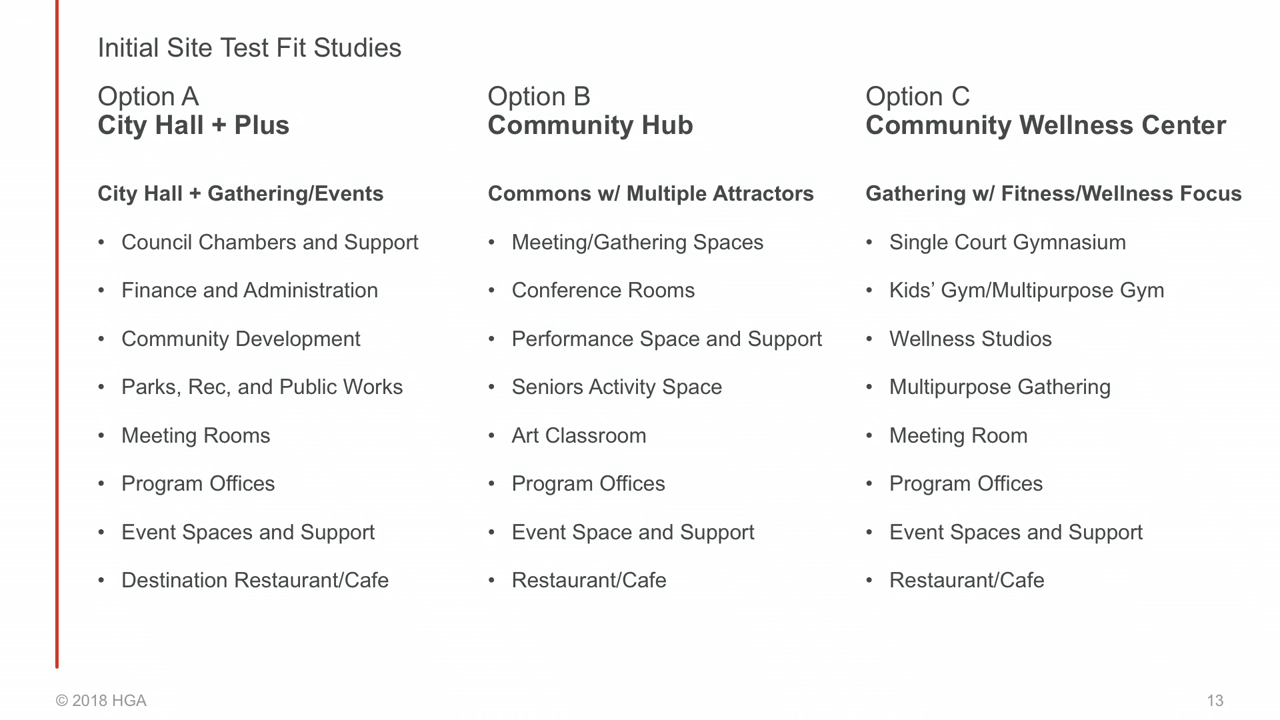 Initial Site Test Fit Studies
Option A
City Hall + Plus
City Hall + Gathering/Events
• Council Chambers and Support
• Finance and Administration
• Community Development
• Parks, Rec, and Public Works
• Meeting Rooms
• Program Offices
• Event Spaces and Support
• Destination Restaurant/Cafe
Option B
Community Hub
Commons w/ Multiple Attractors
• Meeting/Gathering Spaces
• Conference Rooms
• Performance Space and Support
• Seniors Activity Space
• Art Classroom
• Program Offices
• Event Space and Support
• Restaurant/Cafe
Option C
Community Wellness Center
Gathering w/ Fitness/Wellness Focus
• Single Court Gymnasium
• Kids’ Gym/Multipurpose Gym
• Wellness Studios
• Multipurpose Gathering
• Meeting Room
• Program Offices
• Event Spaces and Support
• Restaurant/Cafe
© 2018 HGA
13